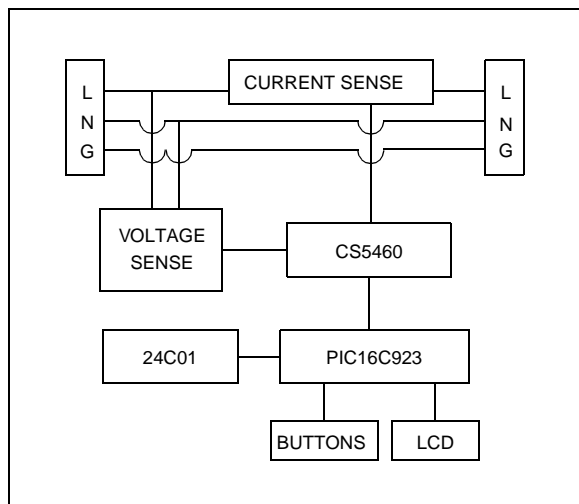 CURRENT SENSE
L
N
G
L
N
G
VOLTAGE
SENSE
CS5460
24C01
PIC16C923
BUTTONS
LCD